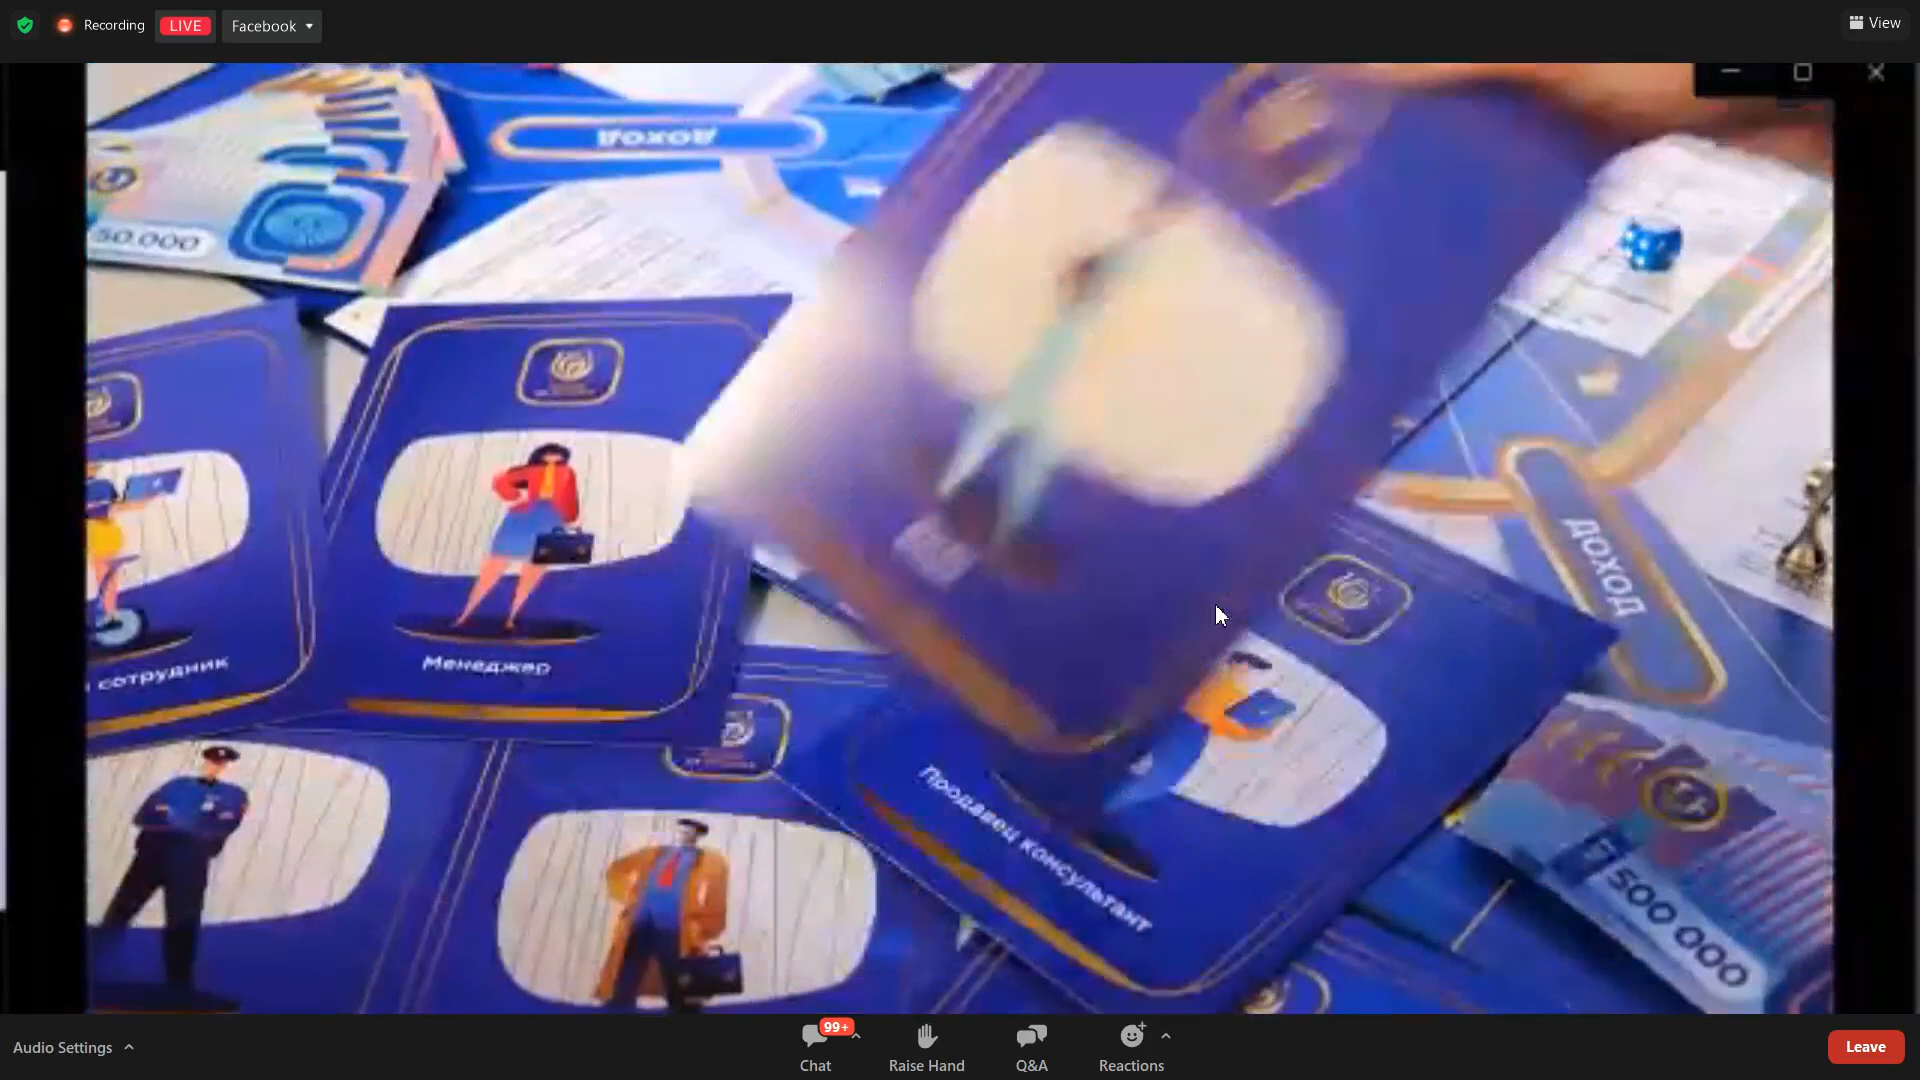 Recording
LIVE
Facebook
View
ДОХОД
50.000
ДОХОД
сотрудник
Менеджер
Продавец консультант
500 000
Audio Settings
99+
Chat
Raise Hand
Q&A
Reactions
Leave